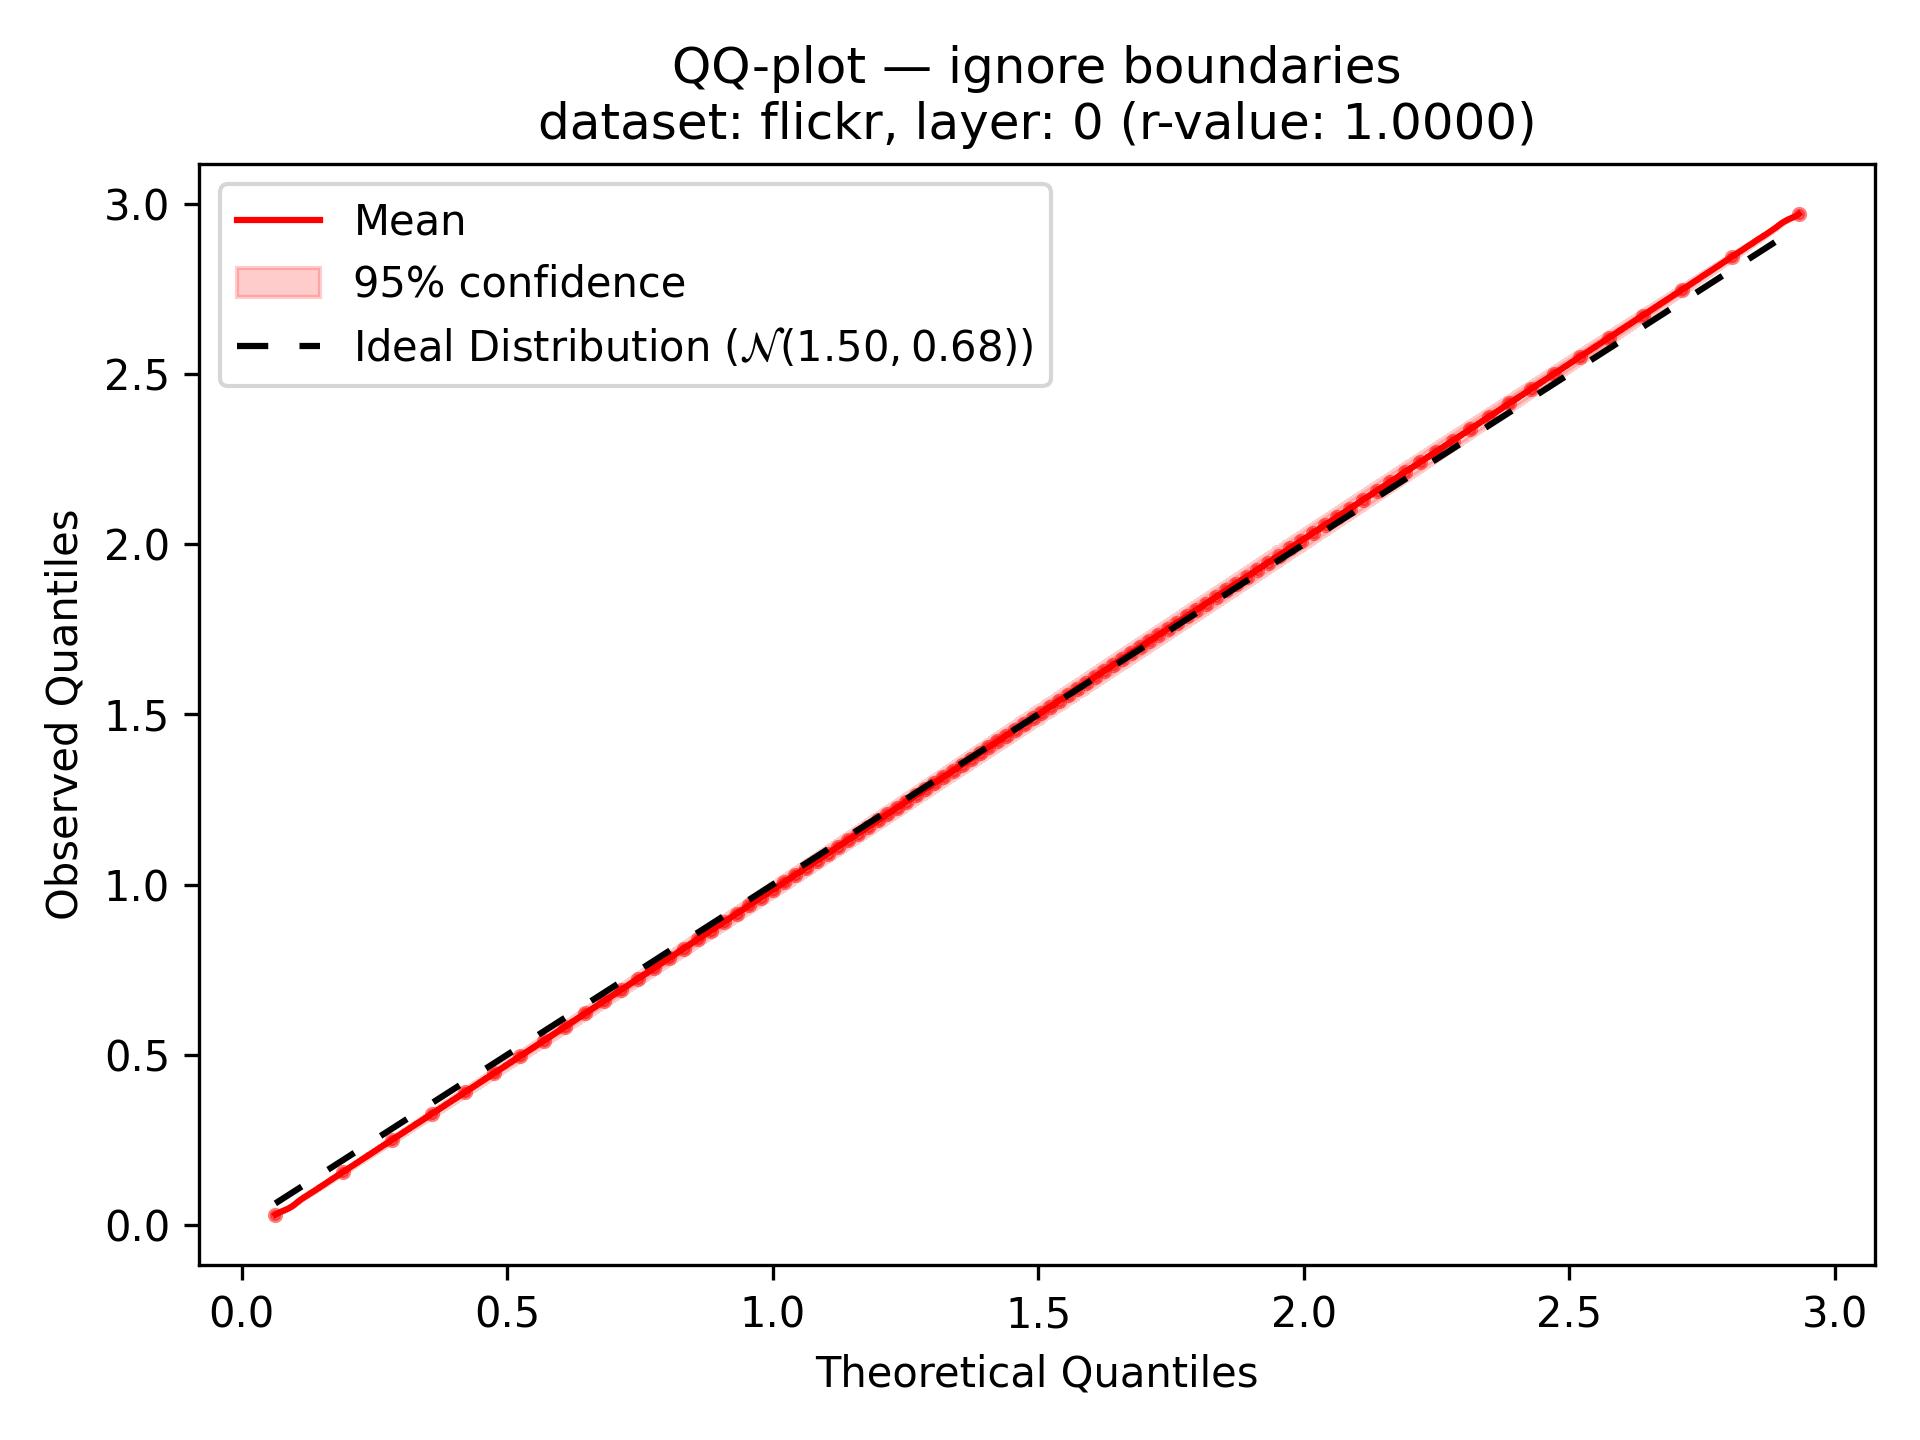 QQ-plot — ignore boundaries
dataset: flickr, layer: 0 (r-value: 1.0000)
Mean
95% confidence
Ideal Distribution (𝒩(1.50, 0.68))
3.0
2.5
2.0
1.5
1.0
0.5
0.0
Observed Quantiles
0.0 0.5 1.0 1.5 2.0 2.5 3.0
Theoretical Quantiles